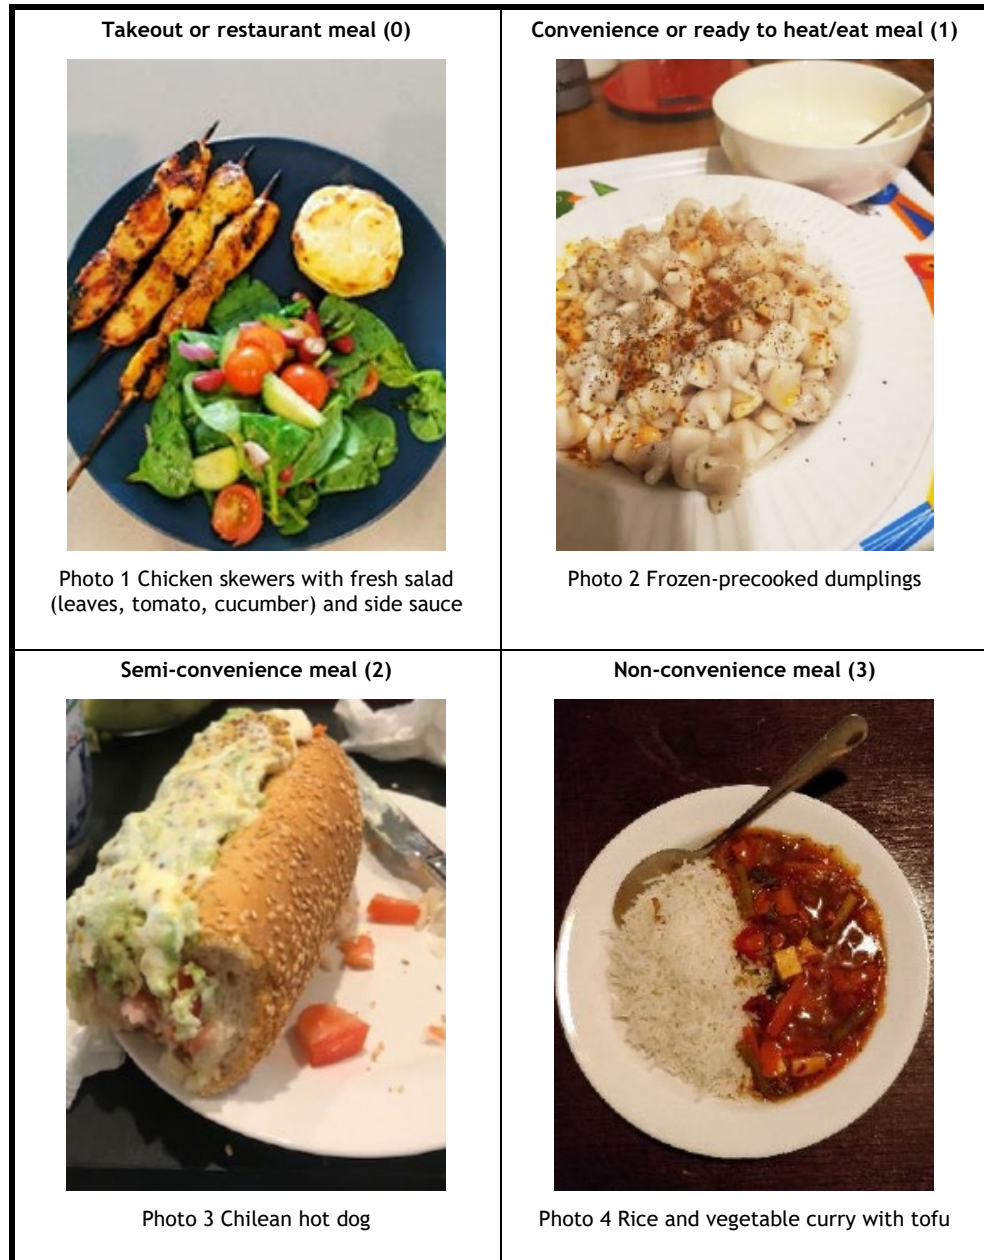 Takeout or restaurant meal (0)
Convenience or ready to heat/eat meal (1)
Photo 1 Chicken skewers with fresh salad
(leaves, tomato, cucumber) and side sauce
Photo 2 Frozen-precooked dumplings
Semi-convenience meal (2)
Non-convenience meal (3)
Photo 3 Chilean hot dog
Photo 4 Rice and vegetable curry with tofu